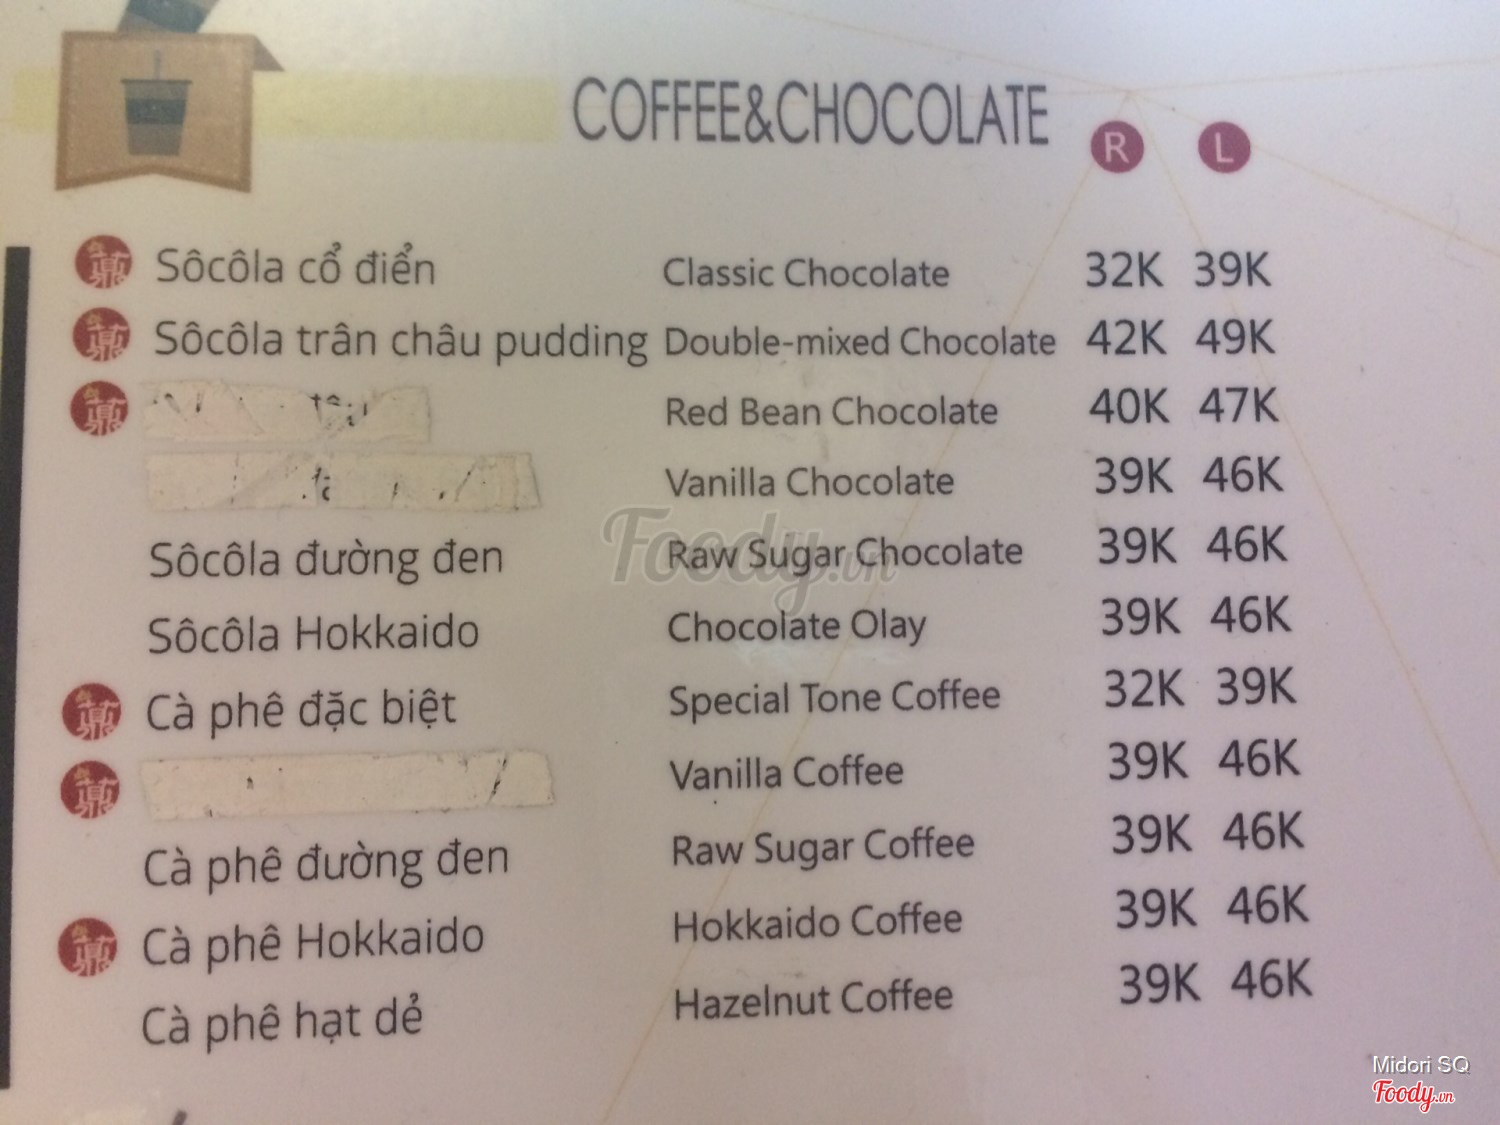 COFFEE&CHOCOLATE R L
Sôcôla cổ điển Classic Chocolate 32K 39K
Sôcôla trân châu pudding Double-mixed Chocolate 42K 49K
Red Bean Chocolate 40K 47K
Vanilla Chocolate 39K 46K
Sôcôla đường đen Raw Sugar Chocolate 39K 46K
Sôcôla Hokkaido Chocolate Olay 39K 46K
Cà phê đặc biệt Special Tone Coffee 32K 39K
Vanilla Coffee 39K 46K
Cà phê đường đen Raw Sugar Coffee 39K 46K
Cà phê Hokkaido Hokkaido Coffee 39K 46K
Cà phê hạt dẻ Hazelnut Coffee 39K 46K
Foody.vn
Midori SQ
Foody.vn